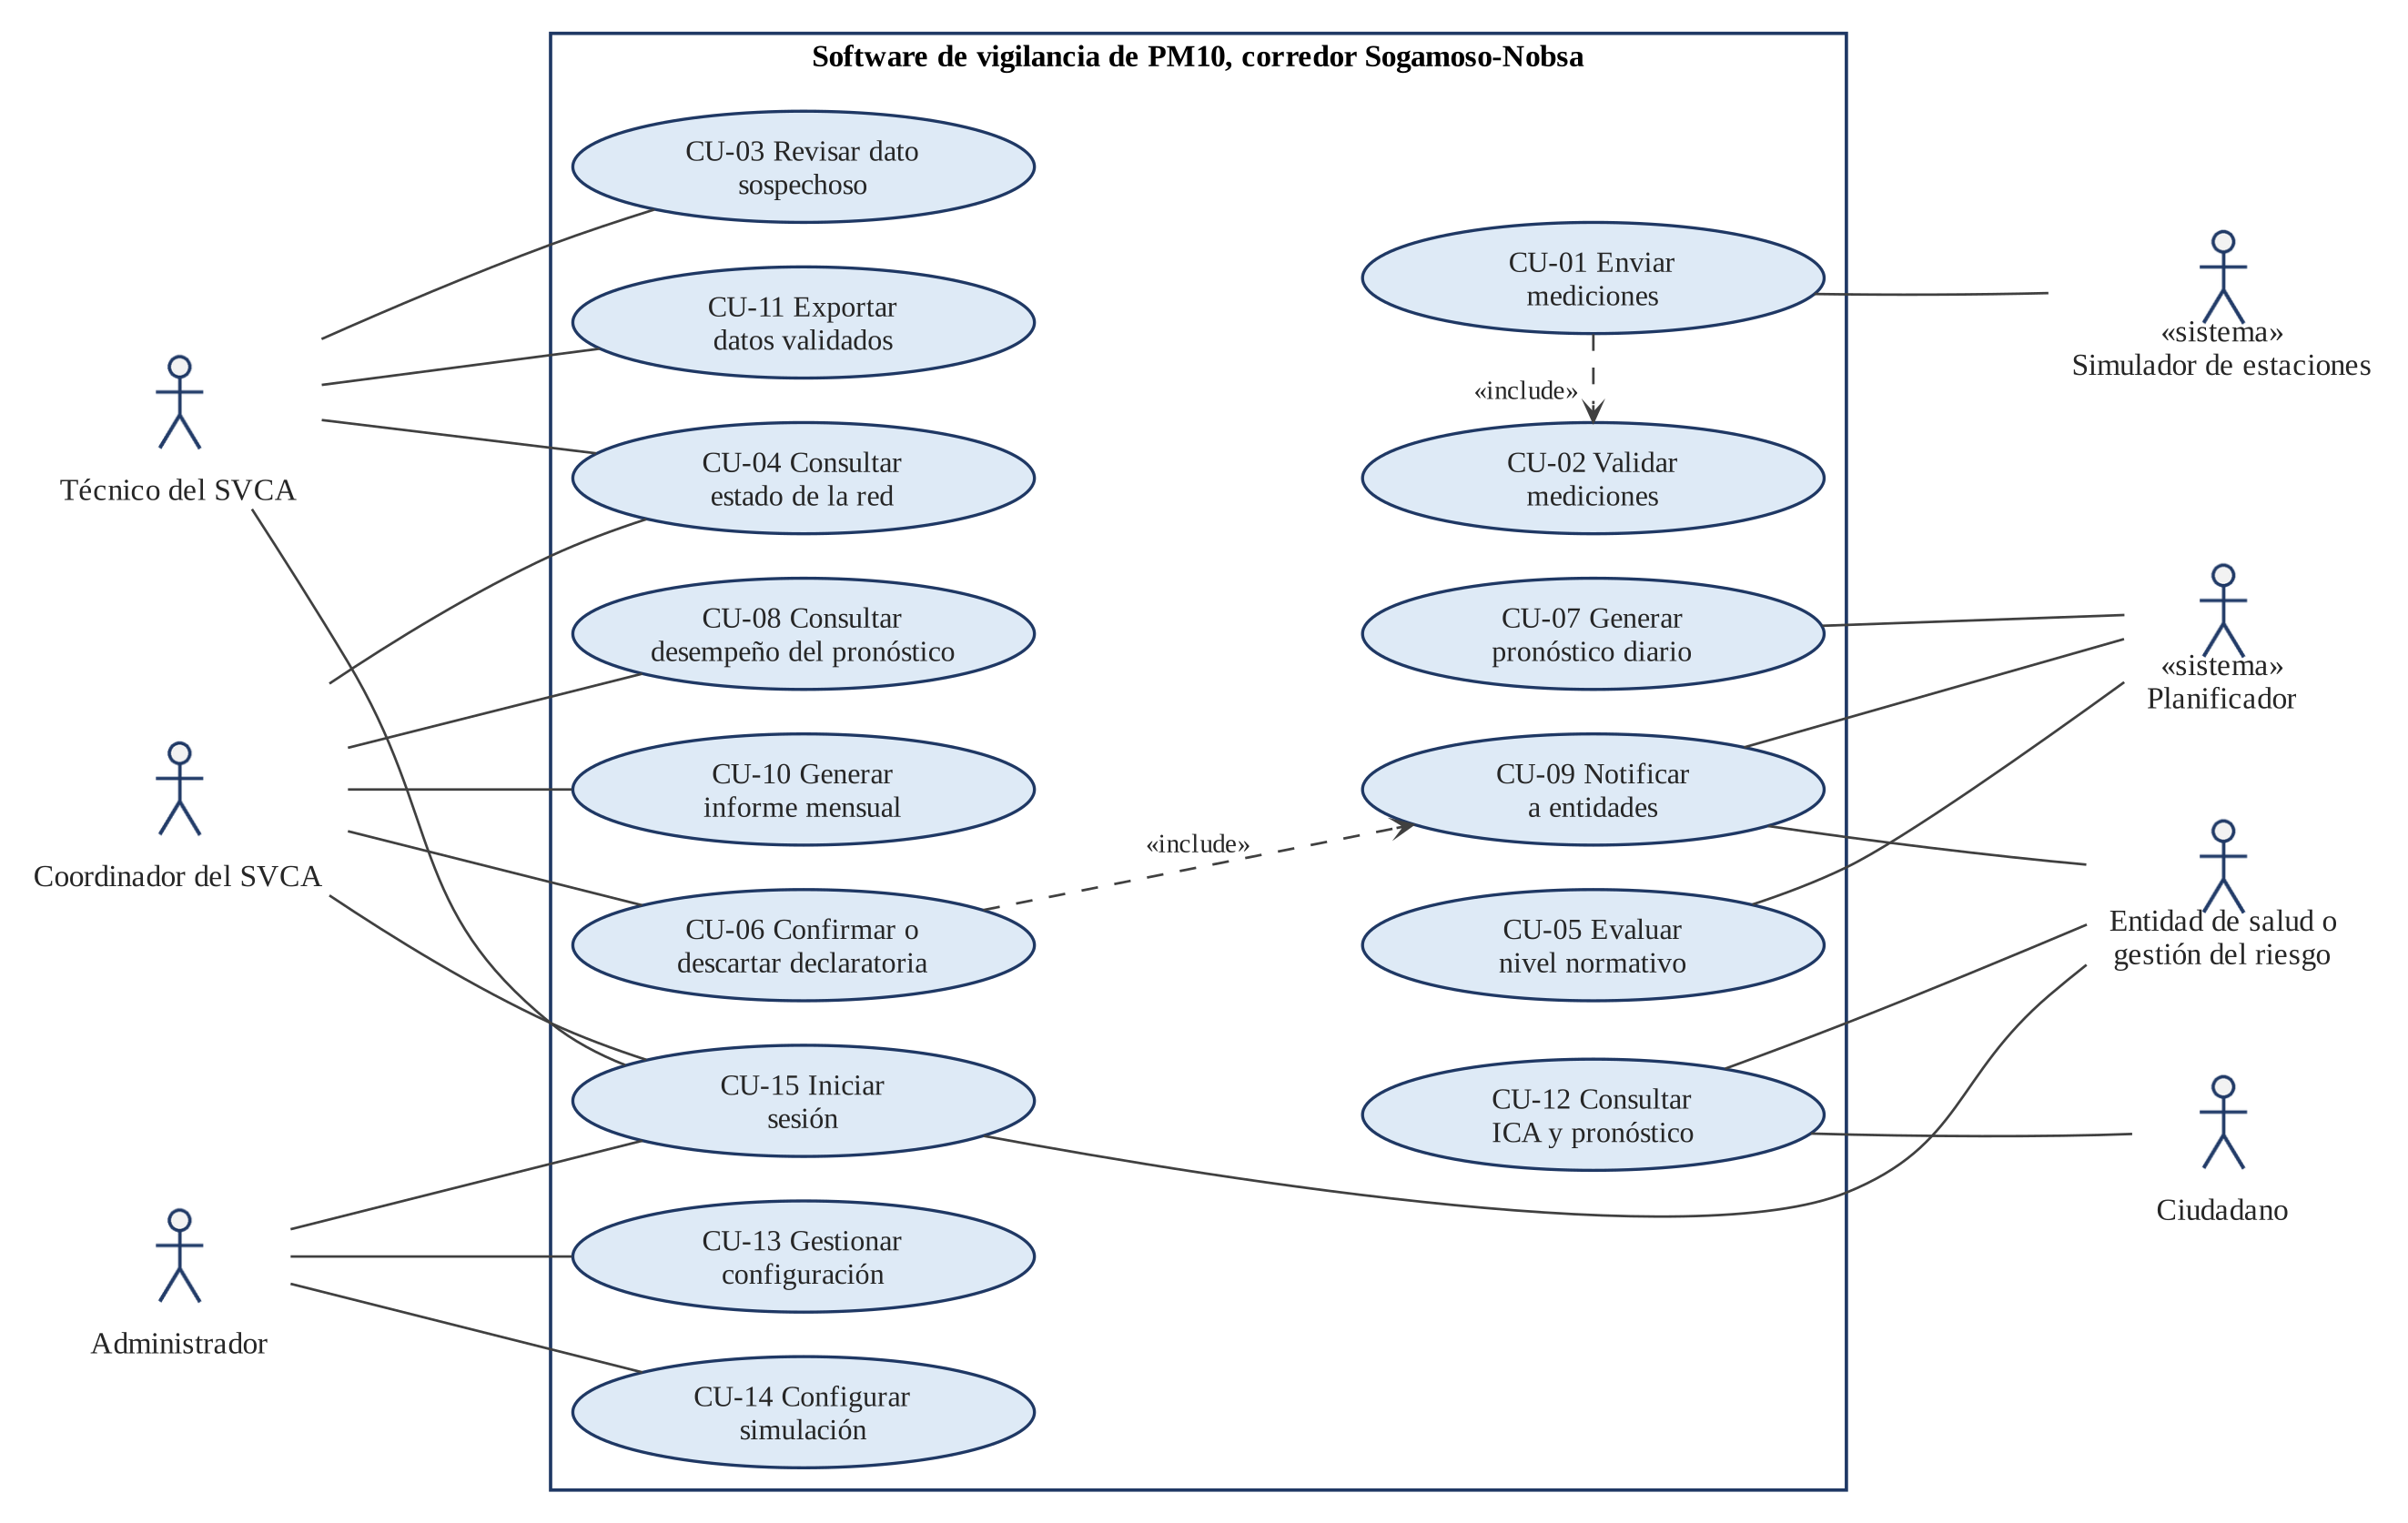 Software de vigilancia de PM10, corredor Sogamoso-Nobsa
CU-03 Revisar dato
sospechoso
CU-11 Exportar
datos validados
CU-04 Consultar
estado de la red
CU-08 Consultar
desempeño del pronóstico
CU-10 Generar
informe mensual
CU-06 Confirmar o
descartar declaratoria
CU-15 Iniciar
sesión
CU-13 Gestionar
configuración
CU-14 Configurar
simulación
CU-01 Enviar
mediciones
«include»
CU-02 Validar
mediciones
CU-07 Generar
pronóstico diario
CU-09 Notificar
a entidades
«include»
CU-05 Evaluar
nivel normativo
CU-12 Consultar
ICA y pronóstico
Técnico del SVCA
Coordinador del SVCA
Administrador
«sistema»
Simulador de estaciones
«sistema»
Planificador
Entidad de salud o
gestión del riesgo
Ciudadano